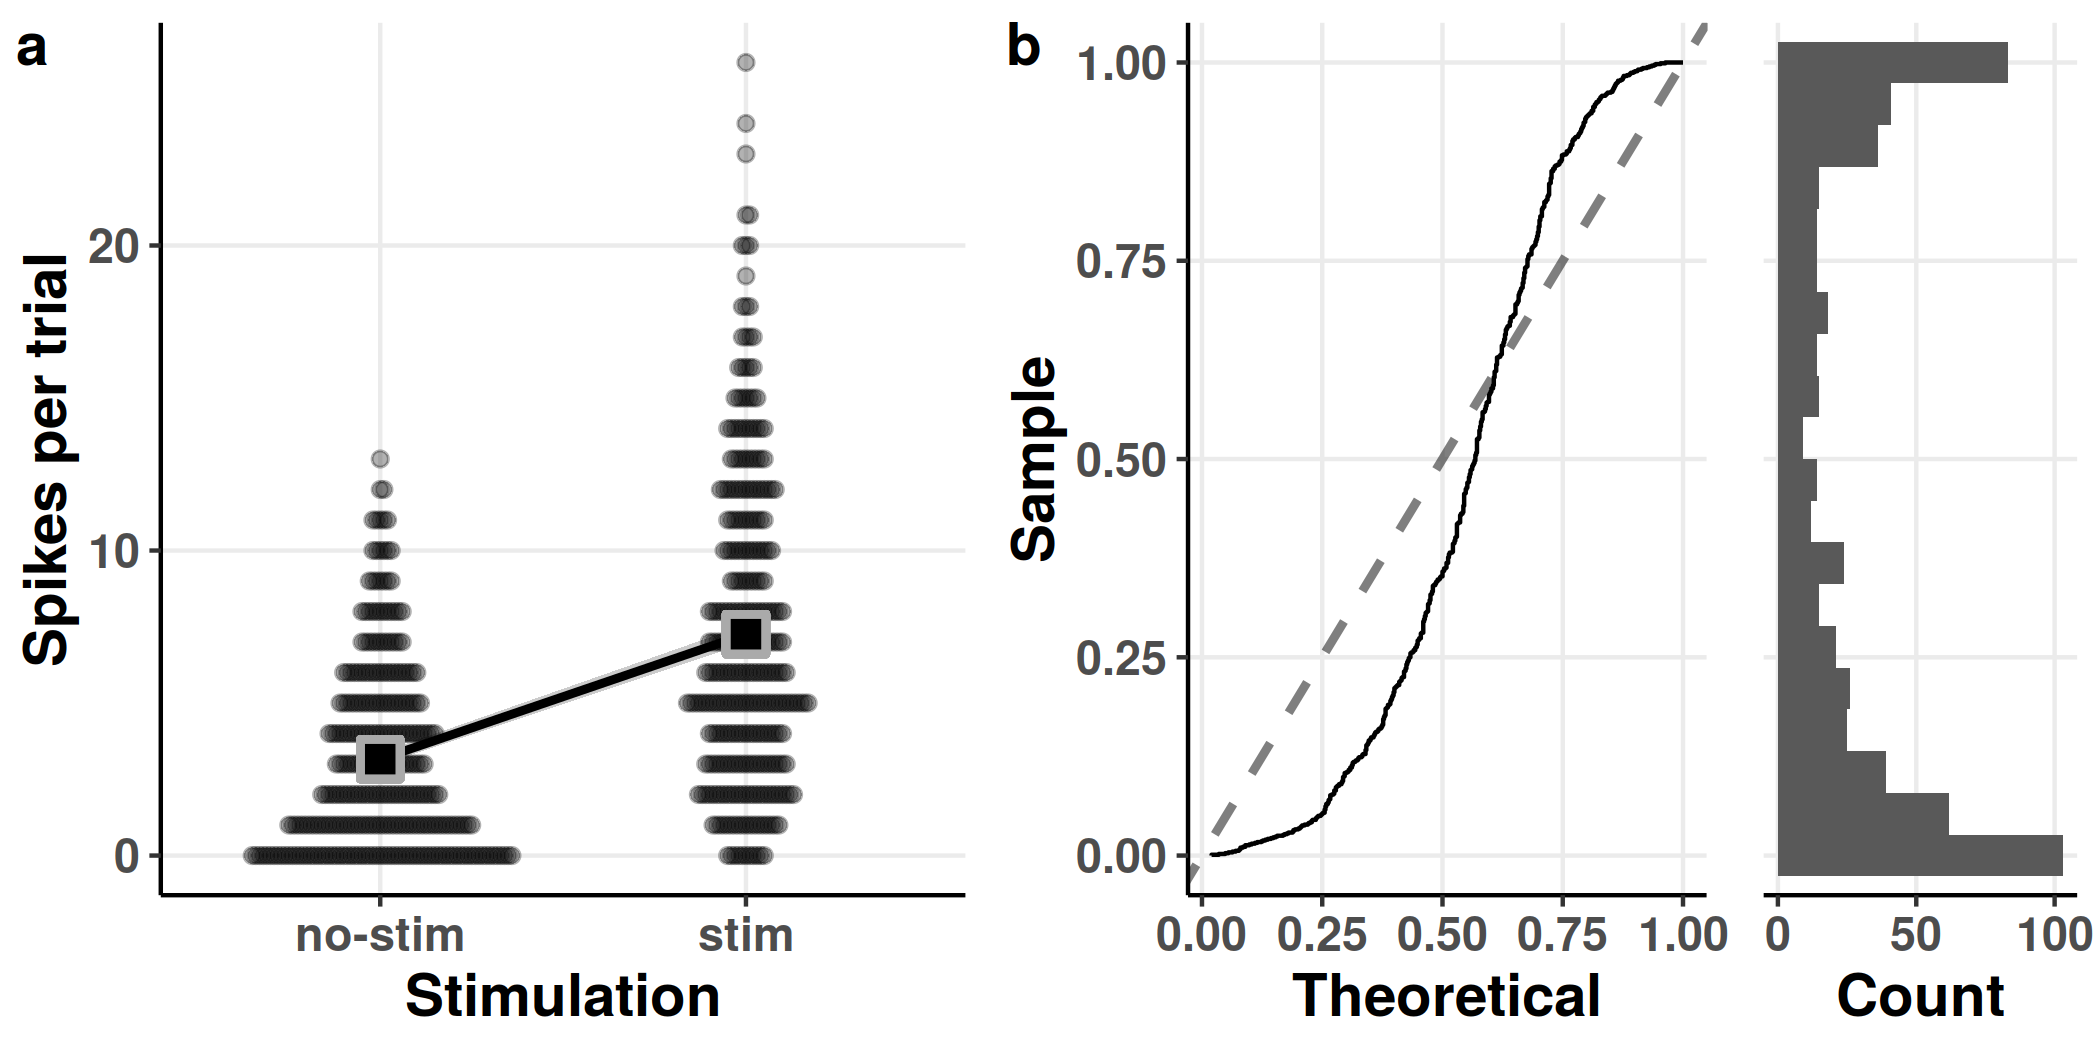 a
Spikes per trial
20
10
0
no-stim
stim
Stimulation
b
Sample
1.00
0.75
0.50
0.25
0.00
0.00 0.25 0.50 0.75 1.00
Theoretical
0 50 100
Count